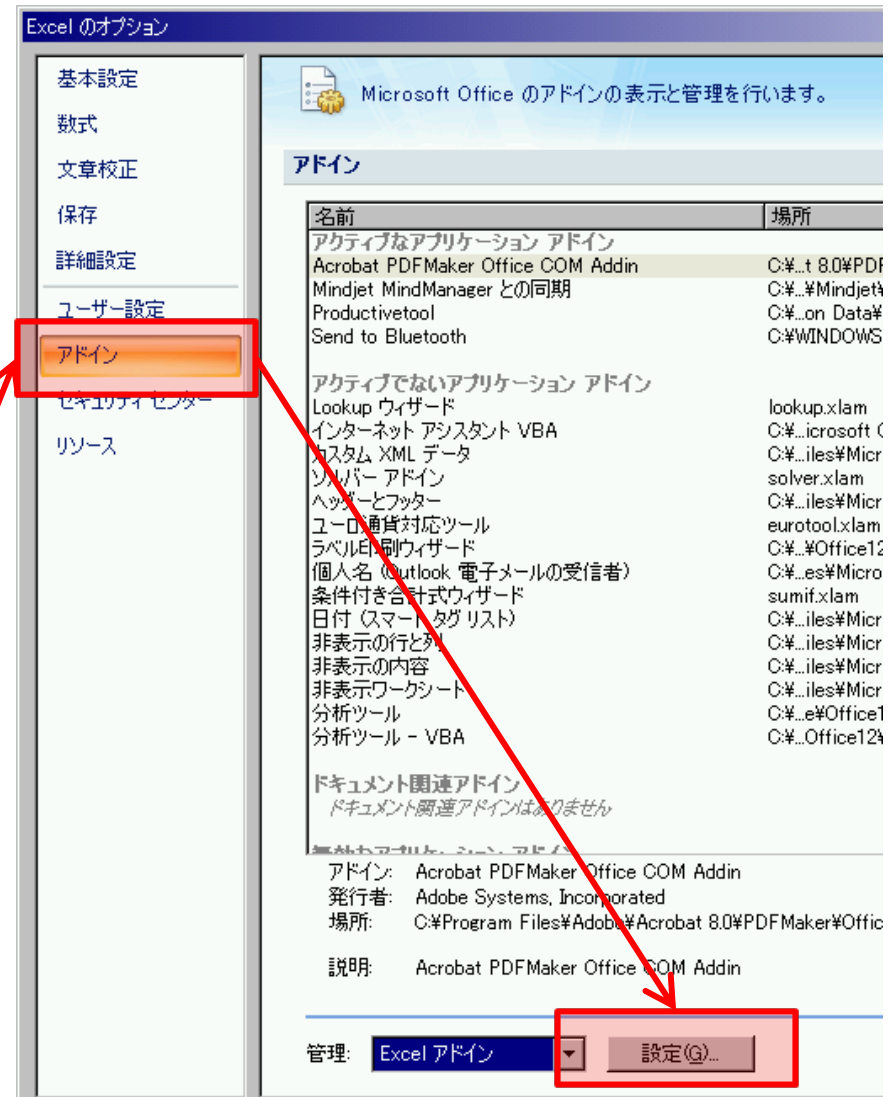 Excel のオプション
基本設定
数式
文章校正
保存
詳細設定
ユーザー設定
アドイン
セキュリティ センター
リソース
Microsoft Office のアドインの表示と管理を行います。
アドイン
名前 場所
アクティブなアプリケーション アドイン
Acrobat PDFMaker Office COM Addin C:¥...t 8.0¥PDF
Mindjet MindManager との同期 C:¥...¥Mindjet¥
Productivetool C:¥...on Data¥
Send to Bluetooth C:¥WINDOWS
アクティブでないアプリケーション アドイン
Lookup ウィザード lookup.xlam
インターネット アシスタント VBA C:¥...icrosoft
カスタム XML データ C:¥...iles¥Micr
ソルバー アドイン solver.xlam
ヘッダーとフッター C:¥...iles¥Micr
ユーロ通貨対応ツール eurotool.xlam
ラベル印刷ウィザード C:¥...¥Office12
個人名 (Outlook 電子メールの受信者) C:¥...es¥Micro
条件付き合計式ウィザード sumif.xlam
日付 (スマート タグ リスト) C:¥...iles¥Micr
非表示の行と列 C:¥...iles¥Micr
非表示の内容 C:¥...iles¥Micr
非表示ワークシート C:¥...iles¥Micr
分析ツール C:¥...e¥Office1
分析ツール - VBA C:¥...Office12¥
ドキュメント関連アドイン
ドキュメント関連アドインはありません
アドイン: Acrobat PDFMaker Office COM Addin
発行者: Adobe Systems, Incorporated
場所: C:¥Program Files¥Adobe¥Acrobat 8.0¥PDFMaker¥Offic
説明: Acrobat PDFMaker Office COM Addin
管理: Excel アドイン 設定(G)...